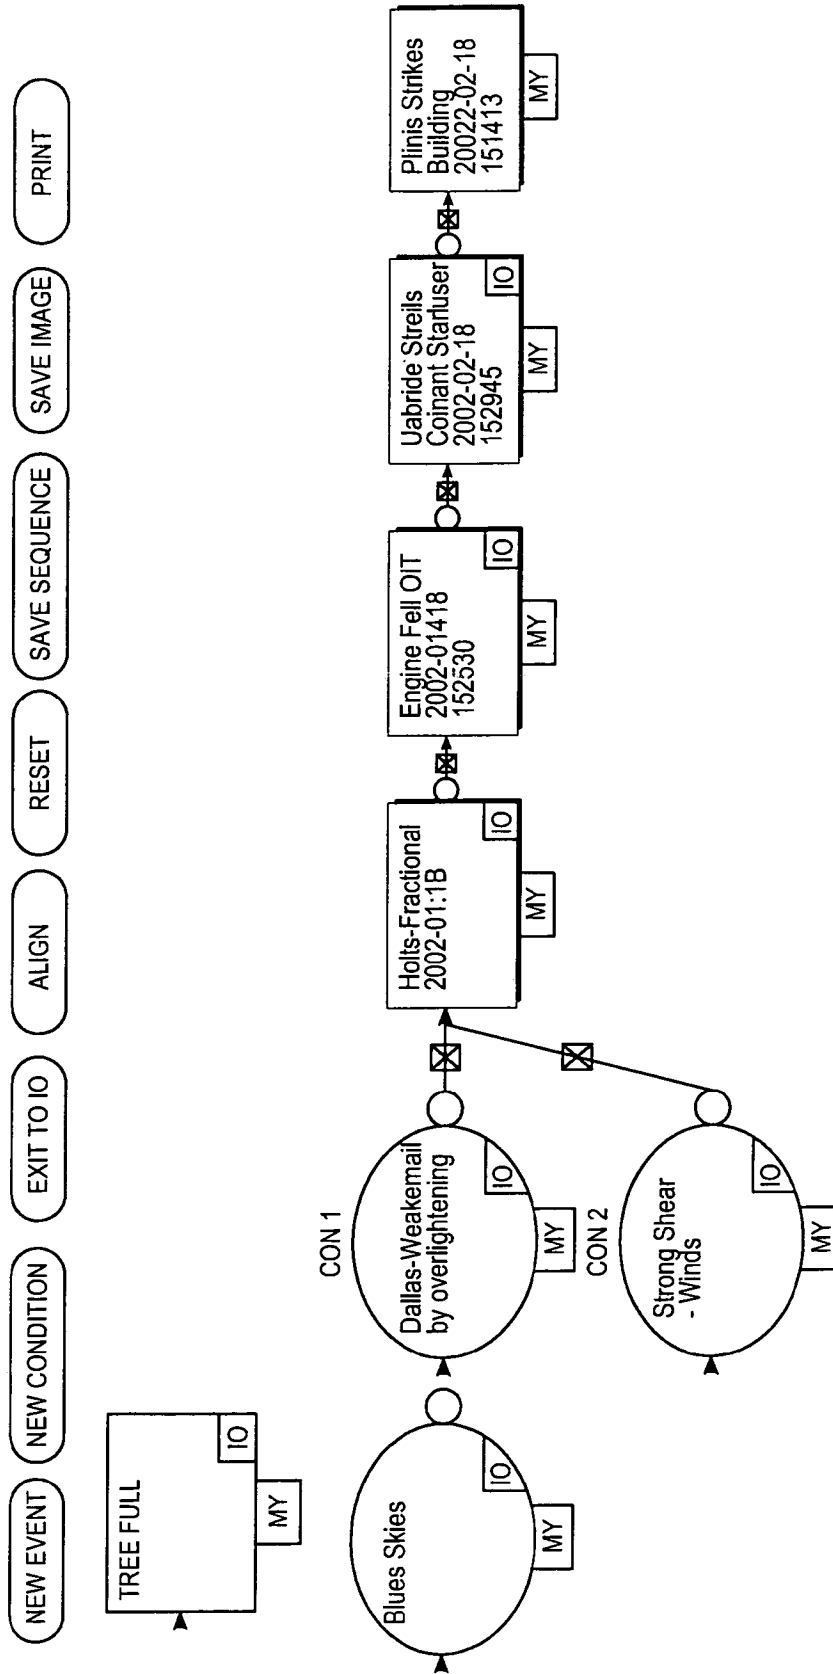 NEW EVENT
NEW CONDITION
EXIT TO IO
ALIGN
RESET
SAVE SEQUENCE
SAVE IMAGE
PRINT
TREE FULL
IO
MY
Blues Skies
IO
MY
CON 1
Dallas-Weakemail
by overlightening
IO
MY
Holts-Fractional
2002-01:1B
IO
MY
Engine Fell OIT
2002-01418
152530
IO
MY
Uabride Streils
Coinant Starluser
2002-02-18
152945
IO
MY
Plinis Strikes
Building
20022-02-18
151413
MY
CON 2
Strong Shear
- Winds
IO
MY